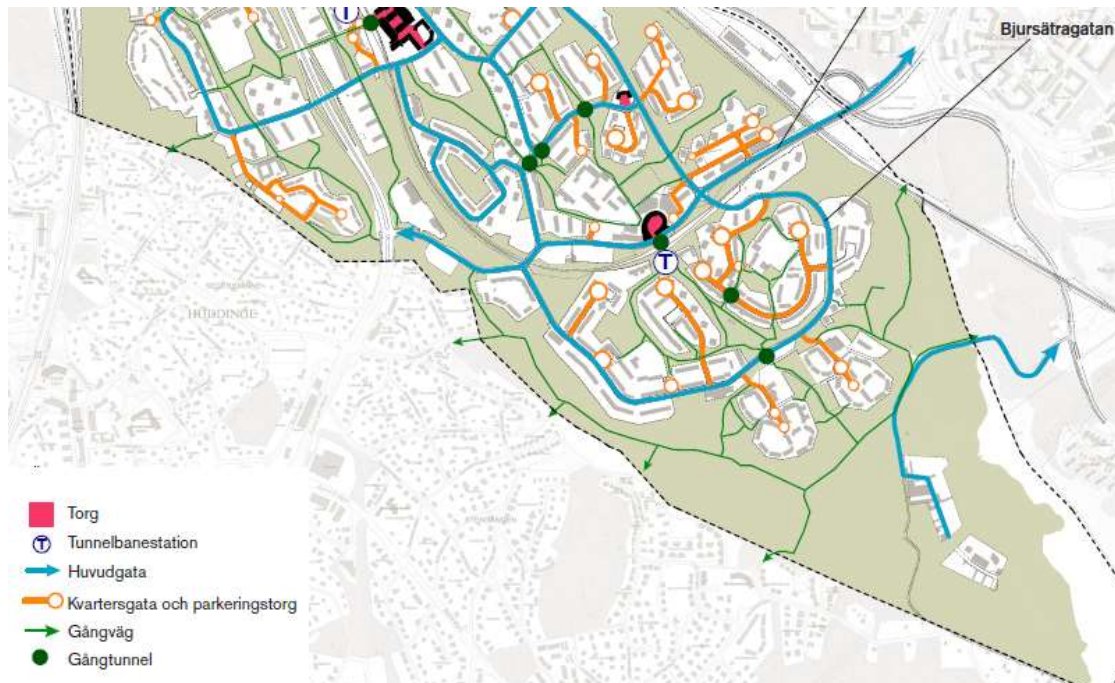 T
Bjursätragatan
T
HUDDINGE
Torg
T Tunnelbanestation
Huvudgata
Kvartersgata och parkeringstorg
Gångväg
Gångtunnel